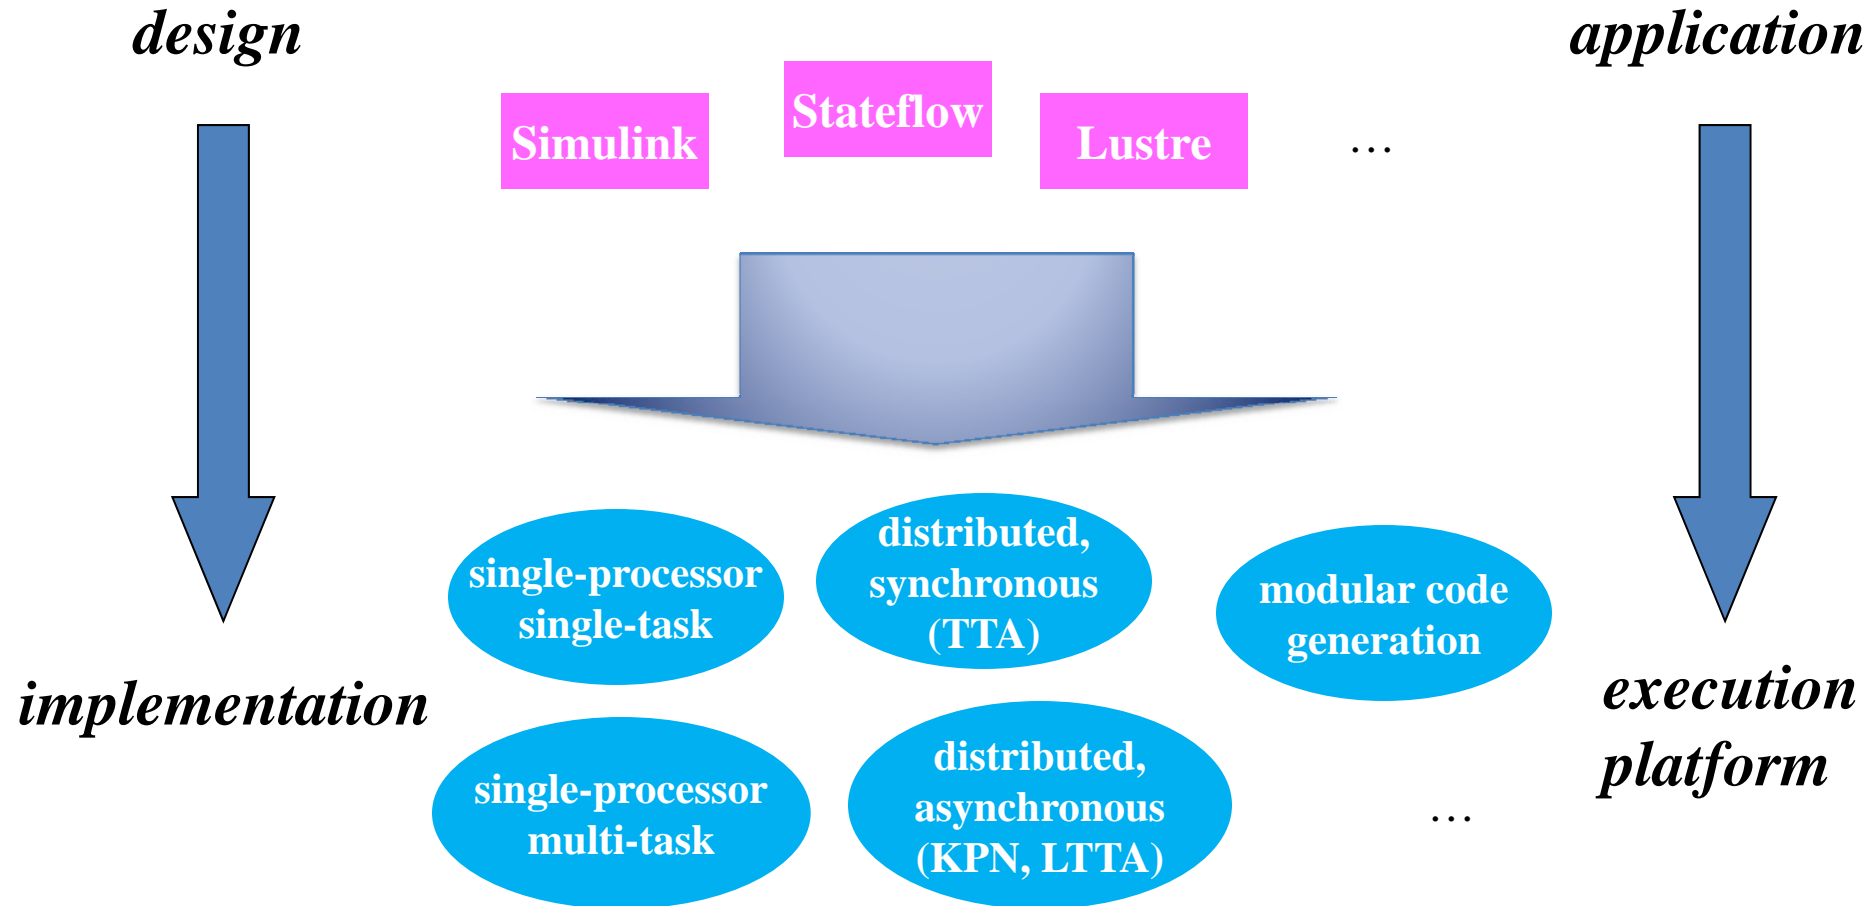 design
application
Simulink
Stateflow
Lustre
…
single-processor
single-task
distributed,
synchronous
(TTA)
modular code
generation
implementation
execution
platform
single-processor
multi-task
distributed,
asynchronous
(KPN, LTTA)
…